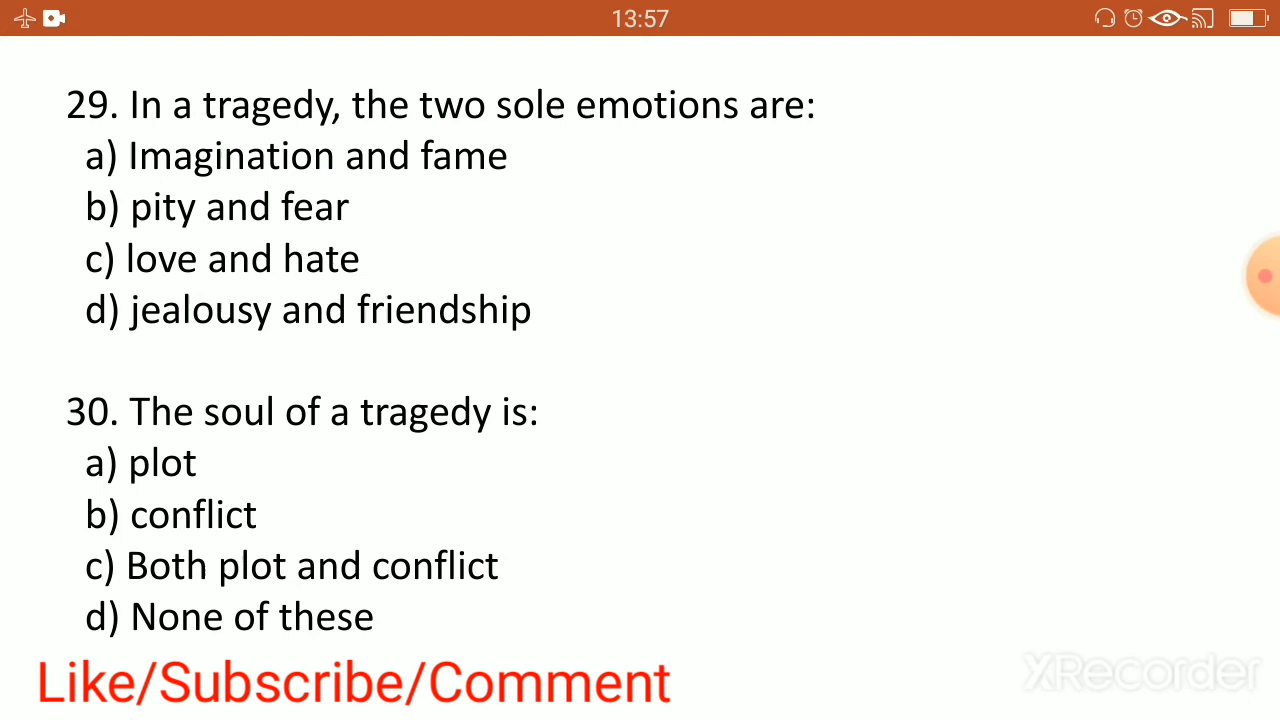 13:57
29. In a tragedy, the two sole emotions are:
a) Imagination and fame
b) pity and fear
c) love and hate
d) jealousy and friendship
30. The soul of a tragedy is:
a) plot
b) conflict
c) Both plot and conflict
d) None of these
Like/Subscribe/Comment
XRecorder